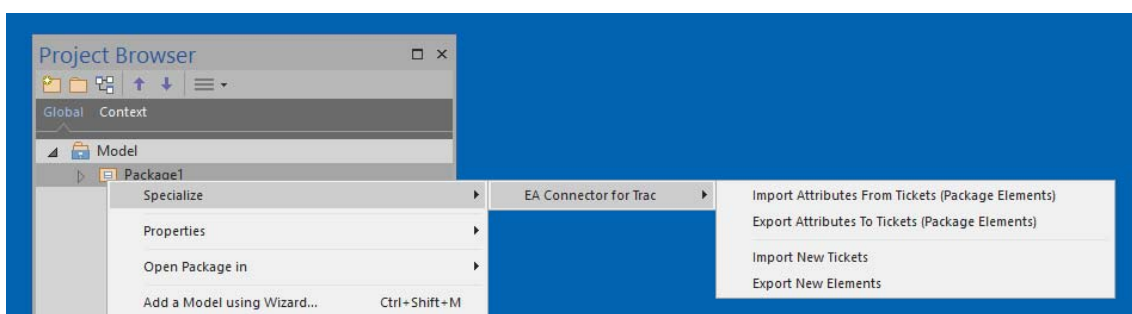 Project Browser
Global Context
Model
Package1
Specialize
EA Connector for Trac
Import Attributes From Tickets (Package Elements)
Export Attributes To Tickets (Package Elements)
Properties
Open Package in
Import New Tickets
Export New Elements
Add a Model using Wizard... Ctrl+Shift+M